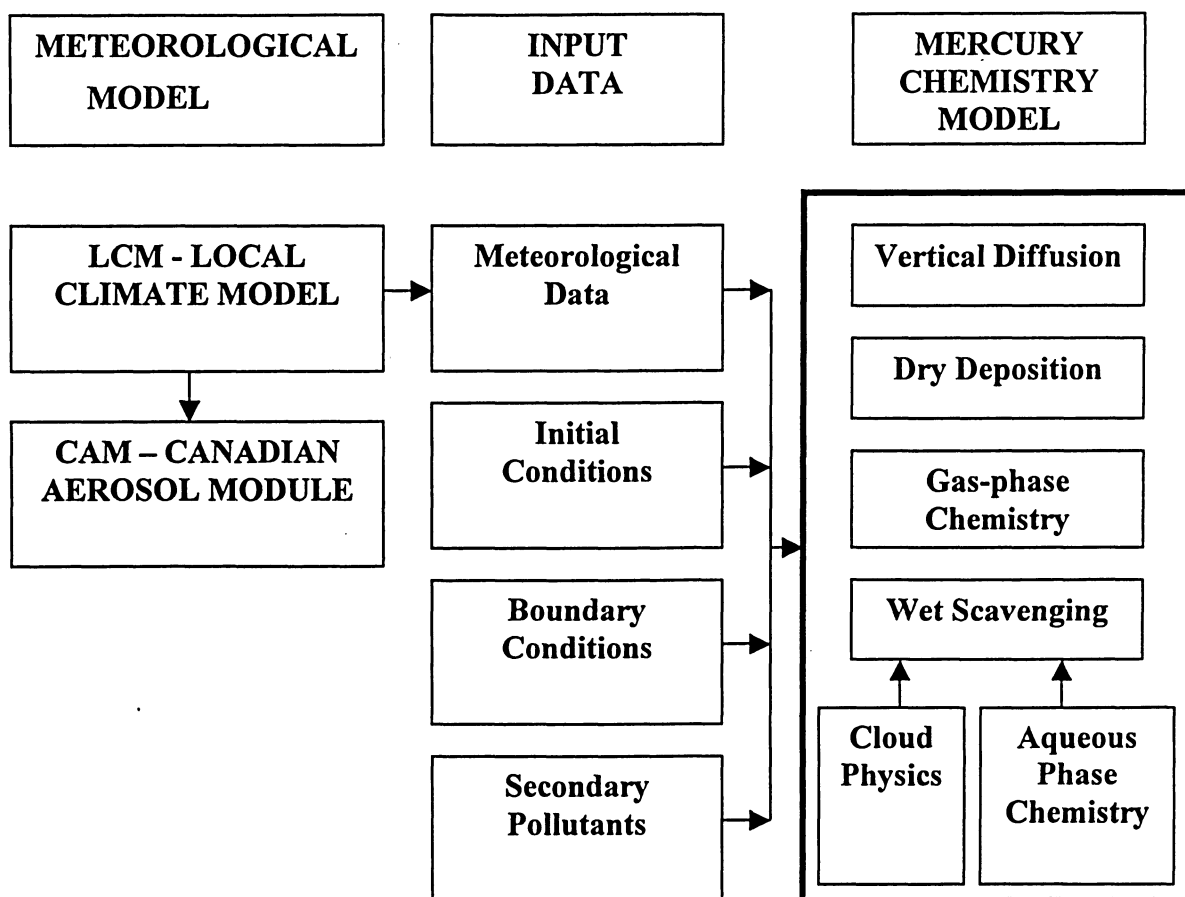 METEOROLOGICAL
MODEL
INPUT
DATA
MERCURY
CHEMISTRY
MODEL
LCM - LOCAL
CLIMATE MODEL
CAM – CANADIAN
AEROSOL MODULE
Meteorological
Data
Initial
Conditions
Boundary
Conditions
Secondary
Pollutants
Vertical Diffusion
Dry Deposition
Gas-phase
Chemistry
Wet Scavenging
Cloud
Physics
Aqueous
Phase
Chemistry